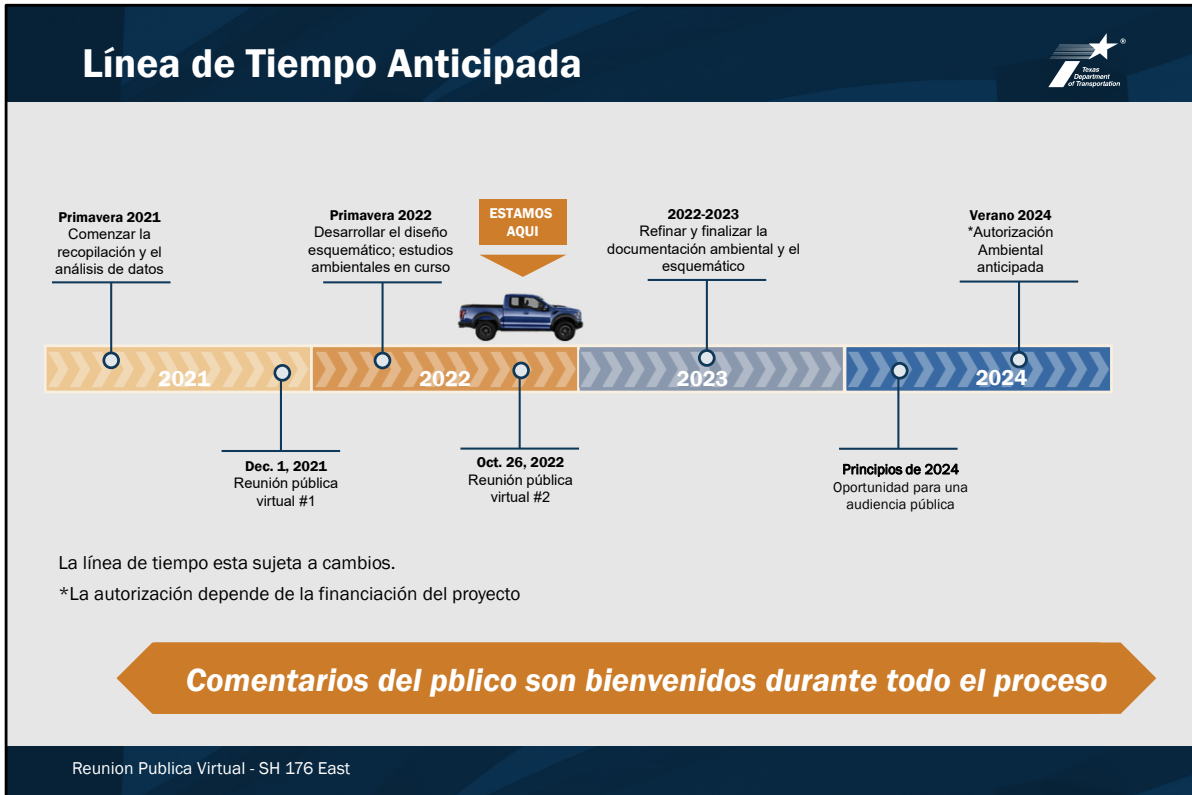 Línea de Tiempo Anticipada
Texas
Department
of Transportation
®
Primavera 2021
Comenzar la
recopilación y el
análisis de datos
Primavera 2022
Desarrollar el diseño
esquemático; estudios
ambientales en curso
ESTAMOS
AQUI
2022-2023
Refinar y finalizar la
documentación ambiental y el
esquemático
Verano 2024
*Autorización
Ambiental
anticipada
2021
2022
2023
2024
Dec. 1, 2021
Reunión pública
virtual #1
Oct. 26, 2022
Reunión pública
virtual #2
Principios de 2024
Oportunidad para una
audiencia pública
La línea de tiempo esta sujeta a cambios.
*La autorización depende de la financiación del proyecto
Comentarios del pblico son bienvenidos durante todo el proceso
Reunion Publica Virtual - SH 176 East